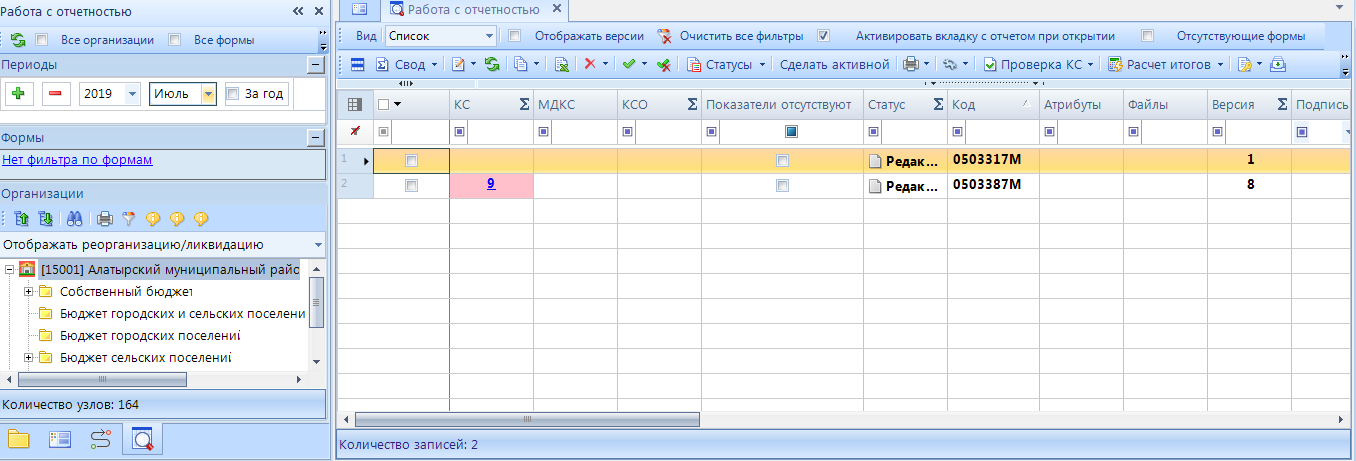 Работа с отчетностью
Все организации Все формы
Периоды
2019 Июль За год
Формы
Нет фильтра по формам
Организации
Отображать реорганизацию/ликвидацию
[15001] Алатырский муниципальный райо
Собственный бюджет
Бюджет городских и сельских поселени
Бюджет городских поселений
Бюджет сельских поселений
Количество узлов: 164
Работа с отчетностью
Вид Список Отображать версии Очистить все фильтры Активировать вкладку с отчетом при открытии Отсутствующие формы
Свод Статусы Сделать активной Проверка КС Расчет итогов
КС Σ МДКС Σ КСО Σ Показатели отсутствуют Статус Σ Код Атрибуты Файлы Версия Σ Подпись
1 Редак... 0503317М 1
2 9 Редак... 0503387М 8
Количество записей: 2